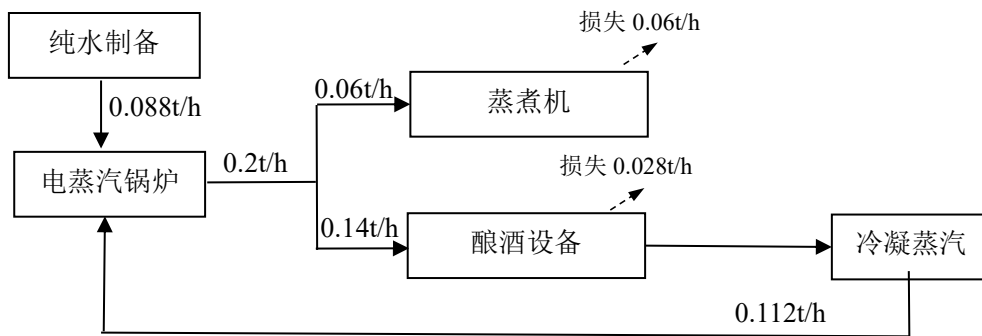 纯水制备
损失 0.06t/h
0.088t/h
0.06t/h
蒸煮机
电蒸汽锅炉
0.2t/h
损失 0.028t/h
0.14t/h
酿酒设备
冷凝蒸汽
0.112t/h